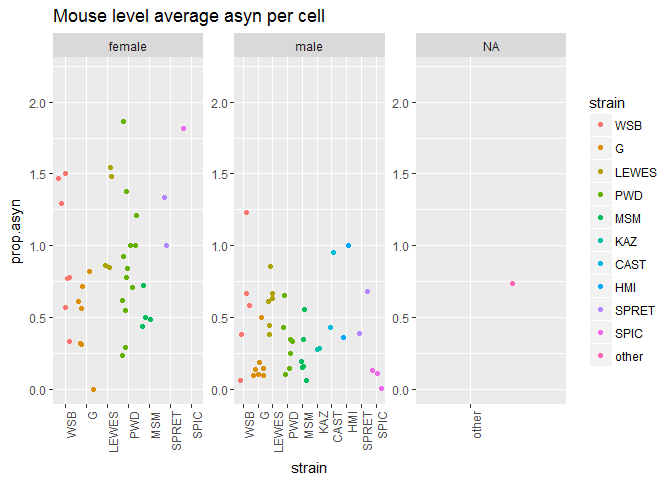 Mouse level average asyn per cell
female
male
NA
prop.asyn
2.0
1.5
1.0
0.5
0.0
2.0
1.5
1.0
0.5
0.0
2.0
1.5
1.0
0.5
0.0
WSB
G
LEWES
PWD
MSM
SPRET
SPIC
WSB
G
LEWES
PWD
MSM
KAZ
CAST
HMI
SPRET
SPIC
other
strain
strain
WSB
G
LEWES
PWD
MSM
KAZ
CAST
HMI
SPRET
SPIC
other